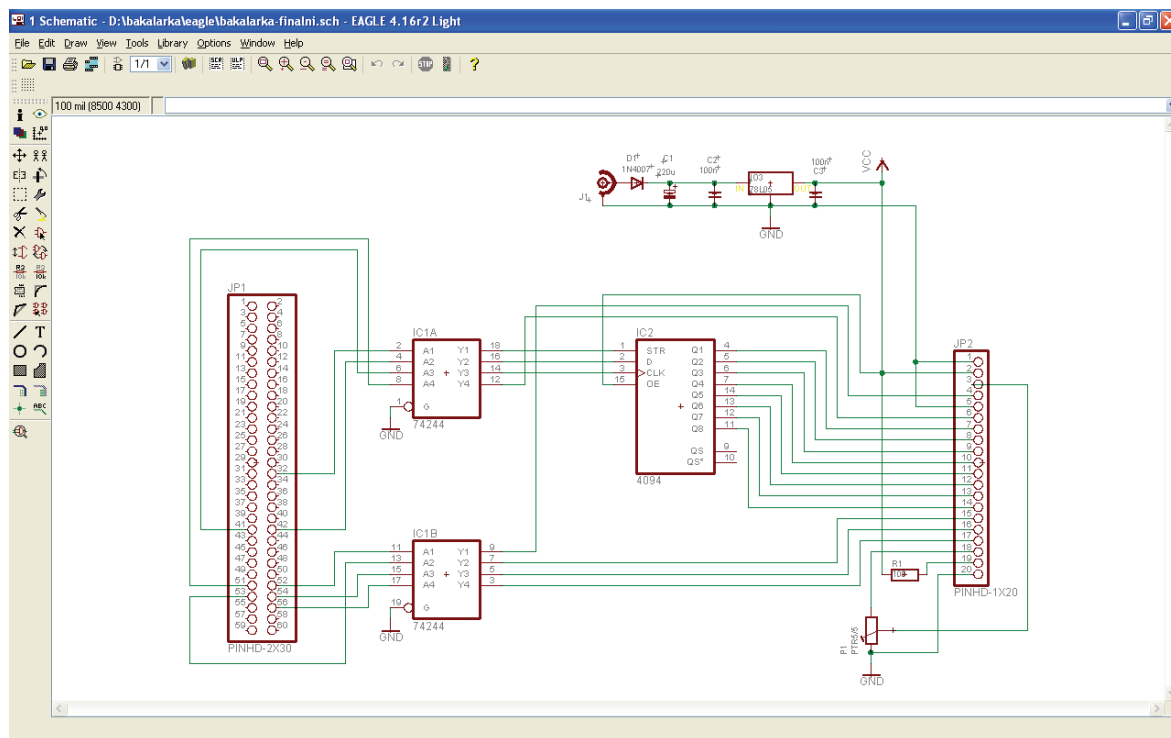 1 Schematic - D:\bakalarka\eagle\bakalarka-finalni.sch - EAGLE 4.16r2 Light
File Edit Draw View Tools Library Options Window Help
1/1
SCR ULP STOP ?
100 mil (8500 4300)
D1
1N4007
C1
220u
C2
100n
IO3
78L05
IN OUT
100n
C3
VCC
J1
GND
JP1
1 2
3 4
5 6
7 8
9 10
11 12
13 14
15 16
17 18
19 20
21 22
23 24
25 26
27 28
29 30
31 32
33 34
35 36
37 38
39 40
41 42
43 44
45 46
47 48
49 50
51 52
53 54
55 56
57 58
59 60
PINHD-2X30
IC1A
2 A1 Y1 18
4 A2 Y2 16
6 A3 Y3 14
8 A4 Y4 12
1 G
74244
GND
IC1B
11 A1 Y1 9
13 A2 Y2 7
15 A3 Y3 5
17 A4 Y4 3
19 G
74244
GND
IC2
1 STR Q1 4
2 D Q2 5
3 CLK Q3 6
15 OE Q4 7
Q5 14
Q6 13
Q7 12
Q8 11
QS 9
QS* 10
4094
JP2
1
2
3
4
5
6
7
8
9
10
11
12
13
14
15
16
17
18
19
20
PINHD-1X20
R1
P1
PTR5/5
GND